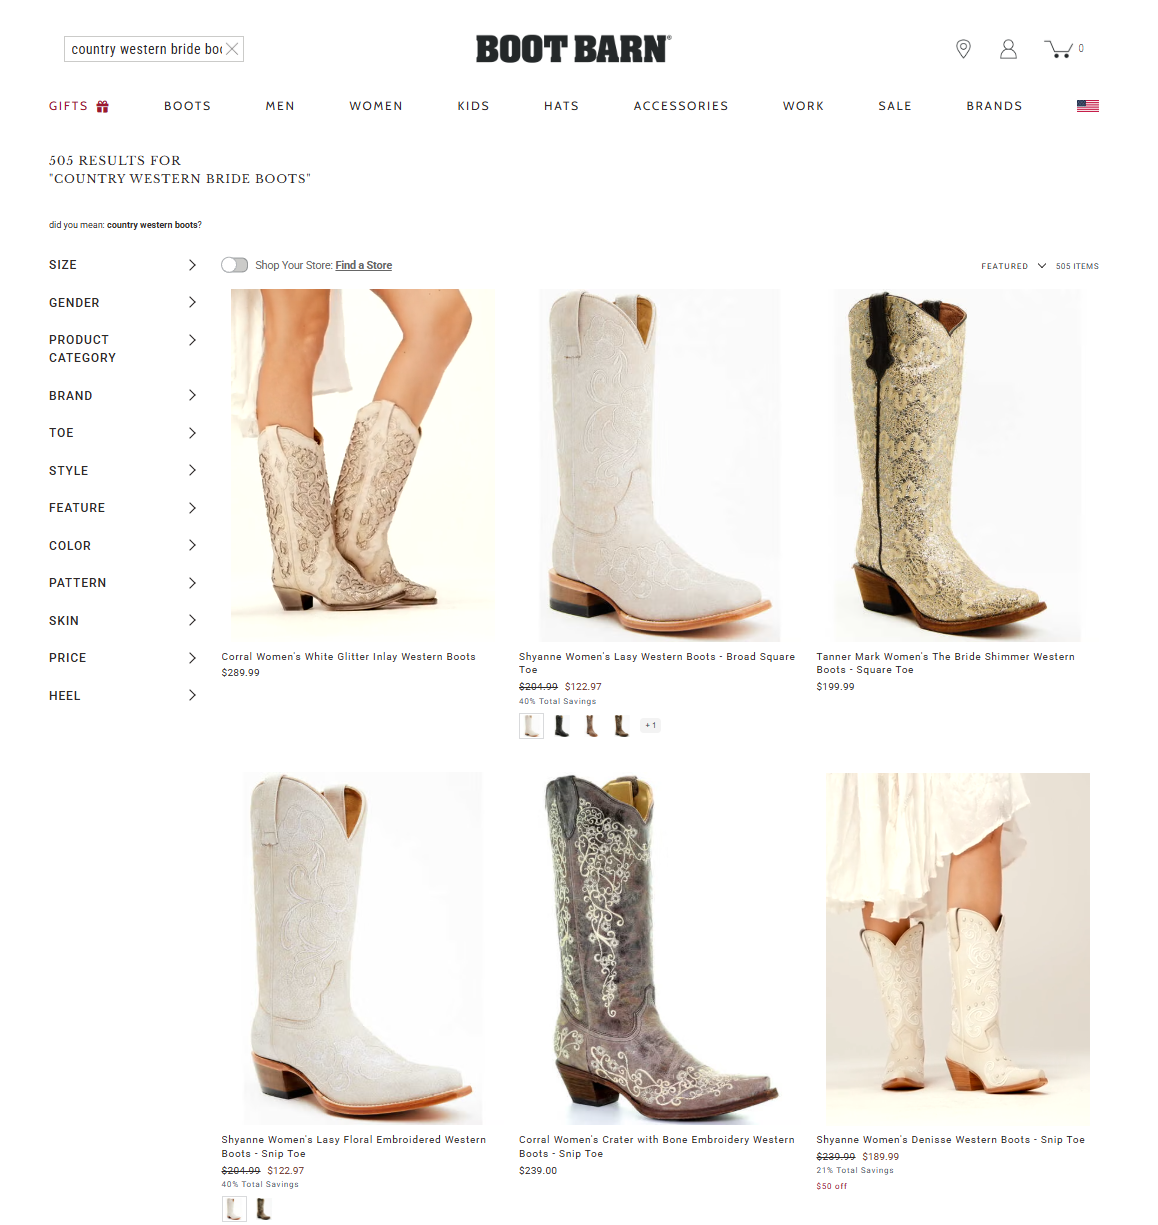 country western bride boo
BOOT BARN®
0
GIFTS BOOTS MEN WOMEN KIDS HATS ACCESSORIES WORK SALE BRANDS
505 RESULTS FOR
"COUNTRY WESTERN BRIDE BOOTS"
did you mean: country western boots?
SIZE
GENDER
PRODUCT
CATEGORY
BRAND
TOE
STYLE
FEATURE
COLOR
PATTERN
SKIN
PRICE
HEEL
Shop Your Store: Find a Store
FEATURED 505 ITEMS
Corral Women's White Glitter Inlay Western Boots
$289.99
Shyanne Women's Lasy Western Boots - Broad Square
Toe
$204.99 $122.97
40% Total Savings
+ 1
Tanner Mark Women's The Bride Shimmer Western
Boots - Square Toe
$199.99
Shyanne Women's Lasy Floral Embroidered Western
Boots - Snip Toe
$204.99 $122.97
40% Total Savings
Corral Women's Crater with Bone Embroidery Western
Boots - Snip Toe
$239.00
Shyanne Women's Denisse Western Boots - Snip Toe
$239.99 $189.99
21% Total Savings
$50 off